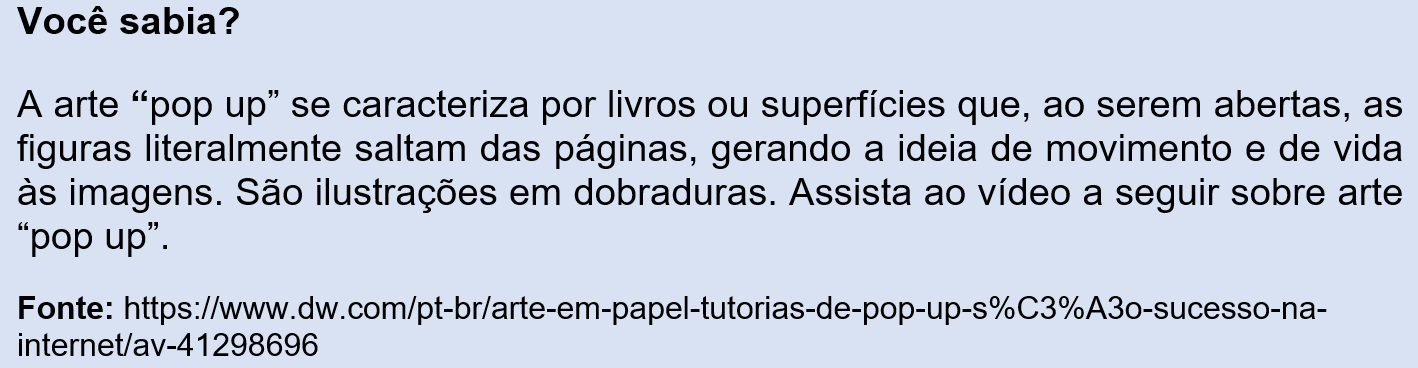 Você sabia?
A arte “pop up” se caracteriza por livros ou superfícies que, ao serem abertas, as
figuras literalmente saltam das páginas, gerando a ideia de movimento e de vida
às imagens. São ilustrações em dobraduras. Assista ao vídeo a seguir sobre arte
“pop up”.
Fonte: https://www.dw.com/pt-br/arte-em-papel-tutorias-de-pop-up-s%C3%A3o-sucesso-na-
internet/av-41298696